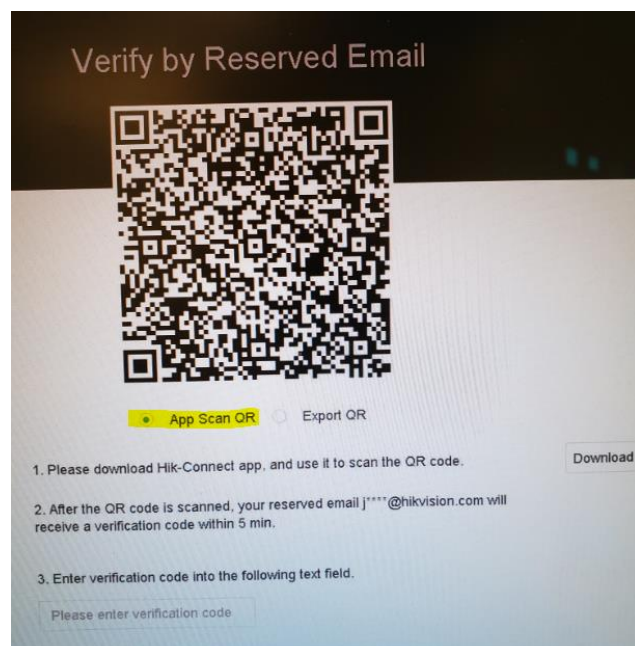 Verify by Reserved Email
App Scan QR
Export QR
1. Please download Hik-Connect app, and use it to scan the QR code.
Download
2. After the QR code is scanned, your reserved email j****@hikvision.com will
receive a verification code within 5 min.
3. Enter verification code into the following text field.
Please enter verification code